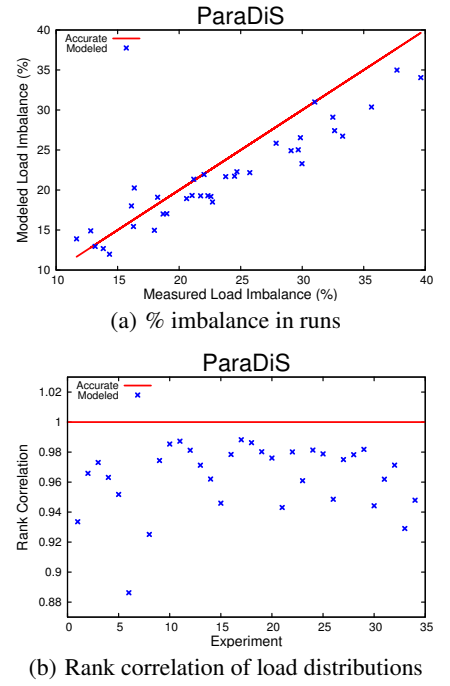 ParaDiS
Accurate
Modeled
40
35
30
25
20
15
10
Modeled Load Imbalance (%)
10 15 20 25 30 35 40
Measured Load Imbalance (%)
(a) % imbalance in runs
ParaDiS
Accurate
Modeled
1.02
1
0.98
0.96
0.94
0.92
0.9
0.88
Rank Correlation
0 5 10 15 20 25 30 35
Experiment
(b) Rank correlation of load distributions